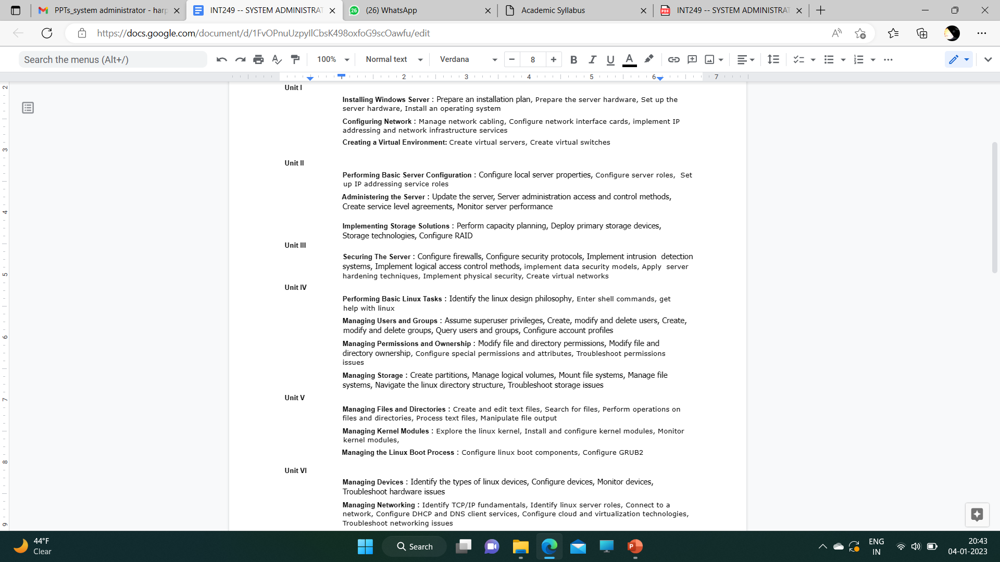 PPTs_system administrator - harp
INT249 -- SYSTEM ADMINISTRAT
(26) WhatsApp
Academic Syllabus
INT249 -- SYSTEM ADMINISTRAT
https://docs.google.com/document/d/1FvOPnuUzpyIlCbsK498oxfoG9scOawfu/edit
Search the menus (Alt+/) 100% Normal text Verdana 8
2 3 4 5 6 7
Unit I
Installing Windows Server : Prepare an installation plan, Prepare the server hardware, Set up the
server hardware, Install an operating system
Configuring Network : Manage network cabling, Configure network interface cards, implement IP
addressing and network infrastructure services
Creating a Virtual Environment: Create virtual servers, Create virtual switches
Unit II
Performing Basic Server Configuration : Configure local server properties, Configure server roles, Set
up IP addressing service roles
Administering the Server : Update the server, Server administration access and control methods,
Create service level agreements, Monitor server performance
Implementing Storage Solutions : Perform capacity planning, Deploy primary storage devices,
Storage technologies, Configure RAID
Unit III
Securing The Server : Configure firewalls, Configure security protocols, Implement intrusion detection
systems, Implement logical access control methods, implement data security models, Apply server
hardening techniques, Implement physical security, Create virtual networks
Unit IV
Performing Basic Linux Tasks : Identify the linux design philosophy, Enter shell commands, get
help with linux
Managing Users and Groups : Assume superuser privileges, Create, modify and delete users, Create,
modify and delete groups, Query users and groups, Configure account profiles
Managing Permissions and Ownership : Modify file and directory permissions, Modify file and
directory ownership, Configure special permissions and attributes, Troubleshoot permissions
issues
Managing Storage : Create partitions, Manage logical volumes, Mount file systems, Manage file
systems, Navigate the linux directory structure, Troubleshoot storage issues
Unit V
Managing Files and Directories : Create and edit text files, Search for files, Perform operations on
files and directories, Process text files, Manipulate file output
Managing Kernel Modules : Explore the linux kernel, Install and configure kernel modules, Monitor
kernel modules,
Managing the Linux Boot Process : Configure linux boot components, Configure GRUB2
Unit VI
Managing Devices : Identify the types of linux devices, Configure devices, Monitor devices,
Troubleshoot hardware issues
Managing Networking : Identify TCP/IP fundamentals, Identify linux server roles, Connect to a
network, Configure DHCP and DNS client services, Configure cloud and virtualization technologies,
Troubleshoot networking issues
2
3
4
5
6
7
8
9
44°F
Clear
Search
ENG
IN
20:43
04-01-2023